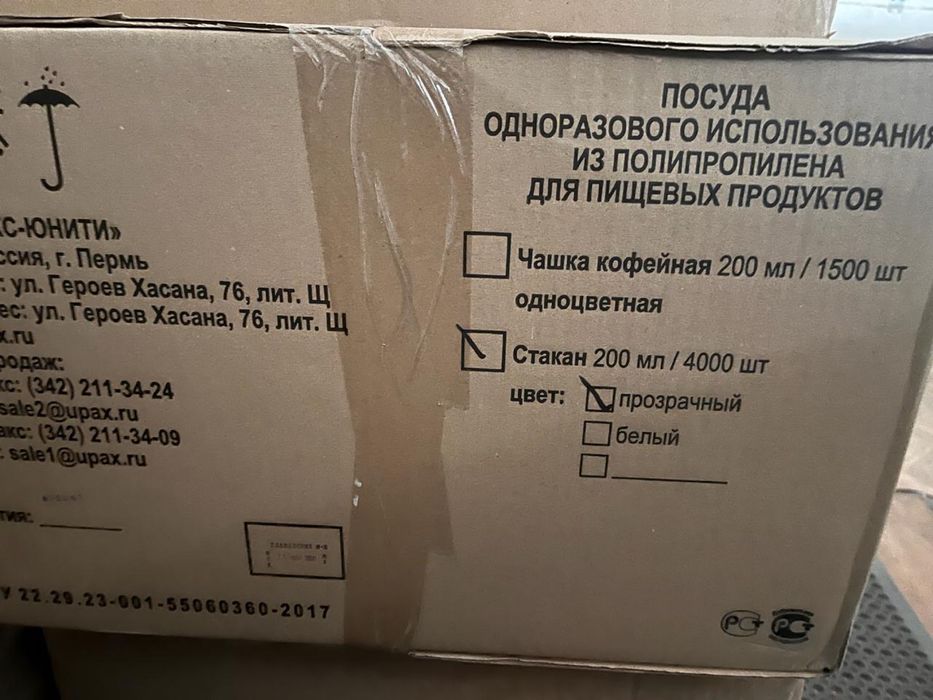 КС-ЮНИТИ»
ссия, г. Пермь
: ул. Героев Хасана, 76, лит. Щ
ес: ул. Героев Хасана, 76, лит. Щ
x.ru
родаж:
кс: (342) 211-34-24
sale2@upax.ru
акс: (342) 211-34-09
: sale1@upax.ru
тия:
У 22.29.23-001-55060360-2017
ПОСУДА
ОДНОРАЗОВОГО ИСПОЛЬЗОВАНИЯ
ИЗ ПОЛИПРОПИЛЕНА
ДЛЯ ПИЩЕВЫХ ПРОДУКТОВ
Чашка кофейная 200 мл / 1500 шт
одноцветная
Стакан 200 мл / 4000 шт
цвет: прозрачный
белый
РСТ РСТ